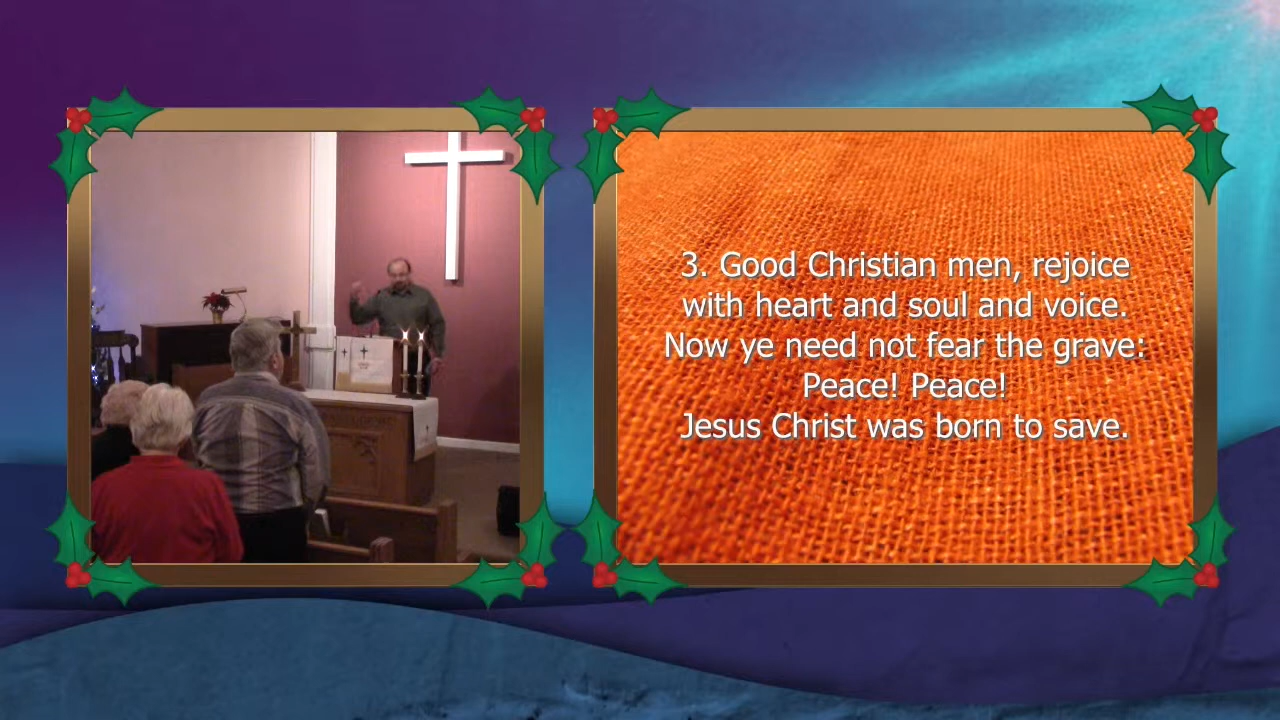 3. Good Christian men, rejoice
with heart and soul and voice.
Now ye need not fear the grave:
Peace! Peace!
Jesus Christ was born to save.